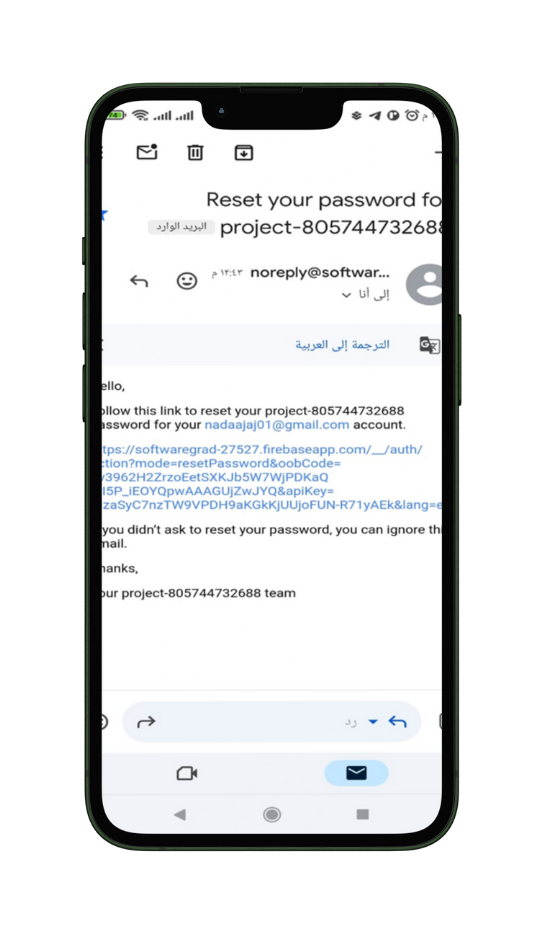 Reset your password fo
project-805744732688 البريد الوارد
noreply@softwar... ١٢:٤٣ م
إلى أنا
الترجمة إلى العربية
ello,
ollow this link to reset your project-805744732688
assword for your nadaajaj01@gmail.com account.
tps://softwaregrad-27527.firebaseapp.com/__/auth/
ction?mode=resetPassword&oobCode=
v3962H2ZrzoEetSXKJb5W7WjPDKaQ
I5P_iEOYQpwAAAGUjZwJYQ&apiKey=
zaSyC7nzTW9VPDH9aKGkKjUUjoFUN-R71yAEk&lang=e
you didn't ask to reset your password, you can ignore thi
mail.
hanks,
our project-805744732688 team
رد